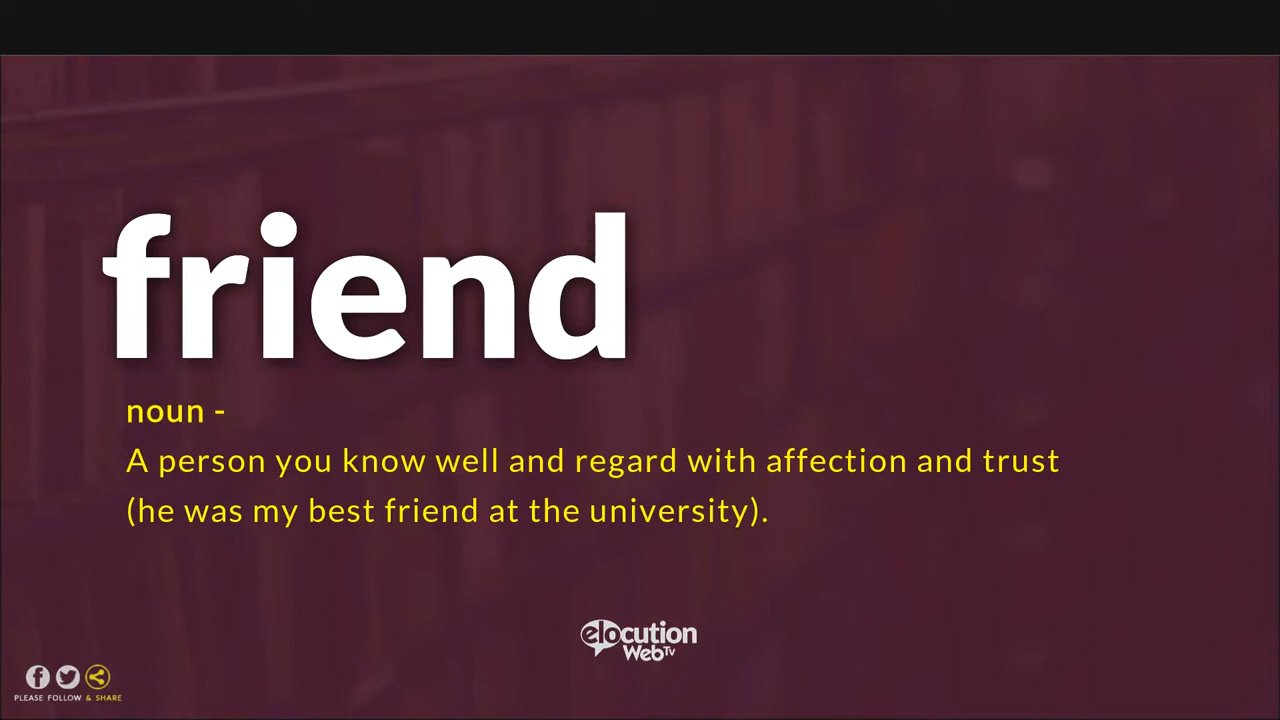 friend
noun -
A person you know well and regard with affection and trust
(he was my best friend at the university).
elocution
WebTv
PLEASE FOLLOW & SHARE